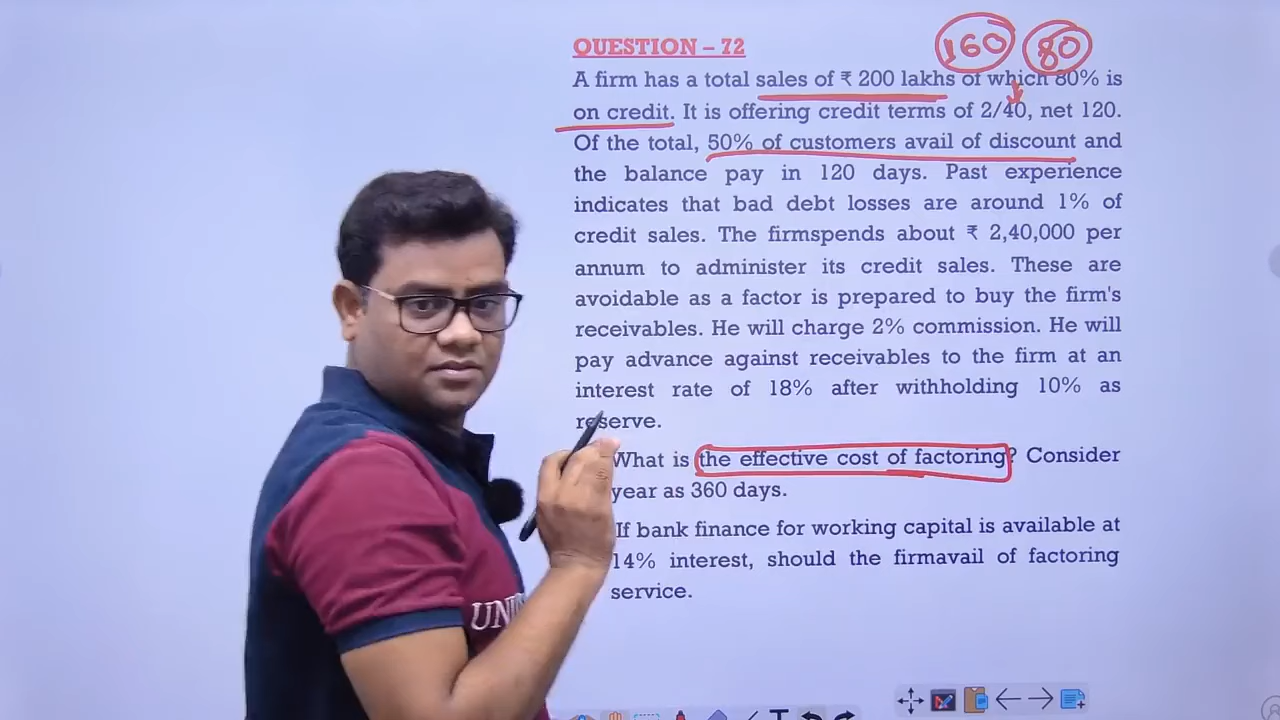 160 80
QUESTION – 72
A firm has a total sales of ₹ 200 lakhs of which 80% is
on credit. It is offering credit terms of 2/40, net 120.
Of the total, 50% of customers avail of discount and
the balance pay in 120 days. Past experience
indicates that bad debt losses are around 1% of
credit sales. The firmspends about ₹ 2,40,000 per
annum to administer its credit sales. These are
avoidable as a factor is prepared to buy the firm's
receivables. He will charge 2% commission. He will
pay advance against receivables to the firm at an
interest rate of 18% after withholding 10% as
reserve.
What is the effective cost of factoring? Consider
year as 360 days.
If bank finance for working capital is available at
14% interest, should the firmavail of factoring
service.